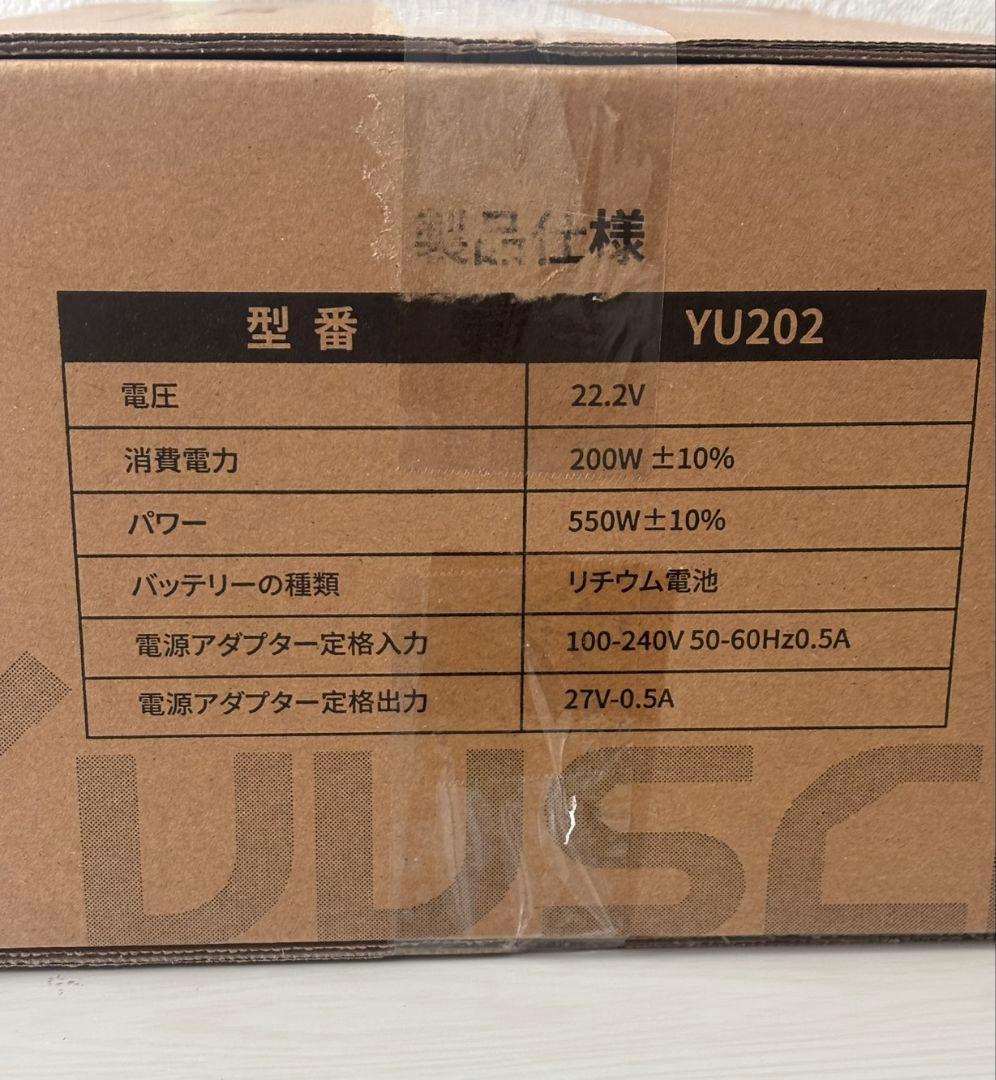 製品仕様
型番 YU202
電圧 22.2V
消費電力 200W ±10%
パワー 550W±10%
バッテリーの種類 リチウム電池
電源アダプター定格入力 100-240V 50-60Hz0.5A
電源アダプター定格出力 27V-0.5A